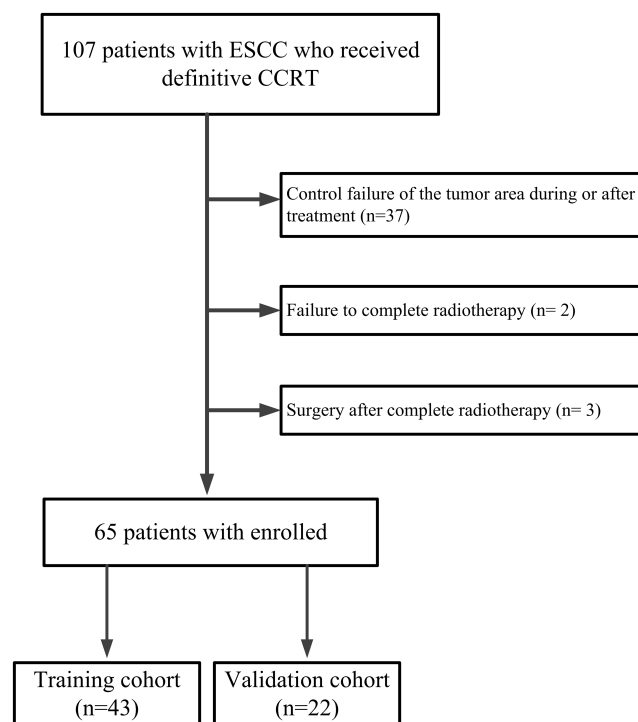 107 patients with ESCC who received
definitive CCRT
Control failure of the tumor area during or after
treatment (n=37)
Failure to complete radiotherapy (n= 2)
Surgery after complete radiotherapy (n= 3)
65 patients with enrolled
Training cohort
(n=43)
Validation cohort
(n=22)